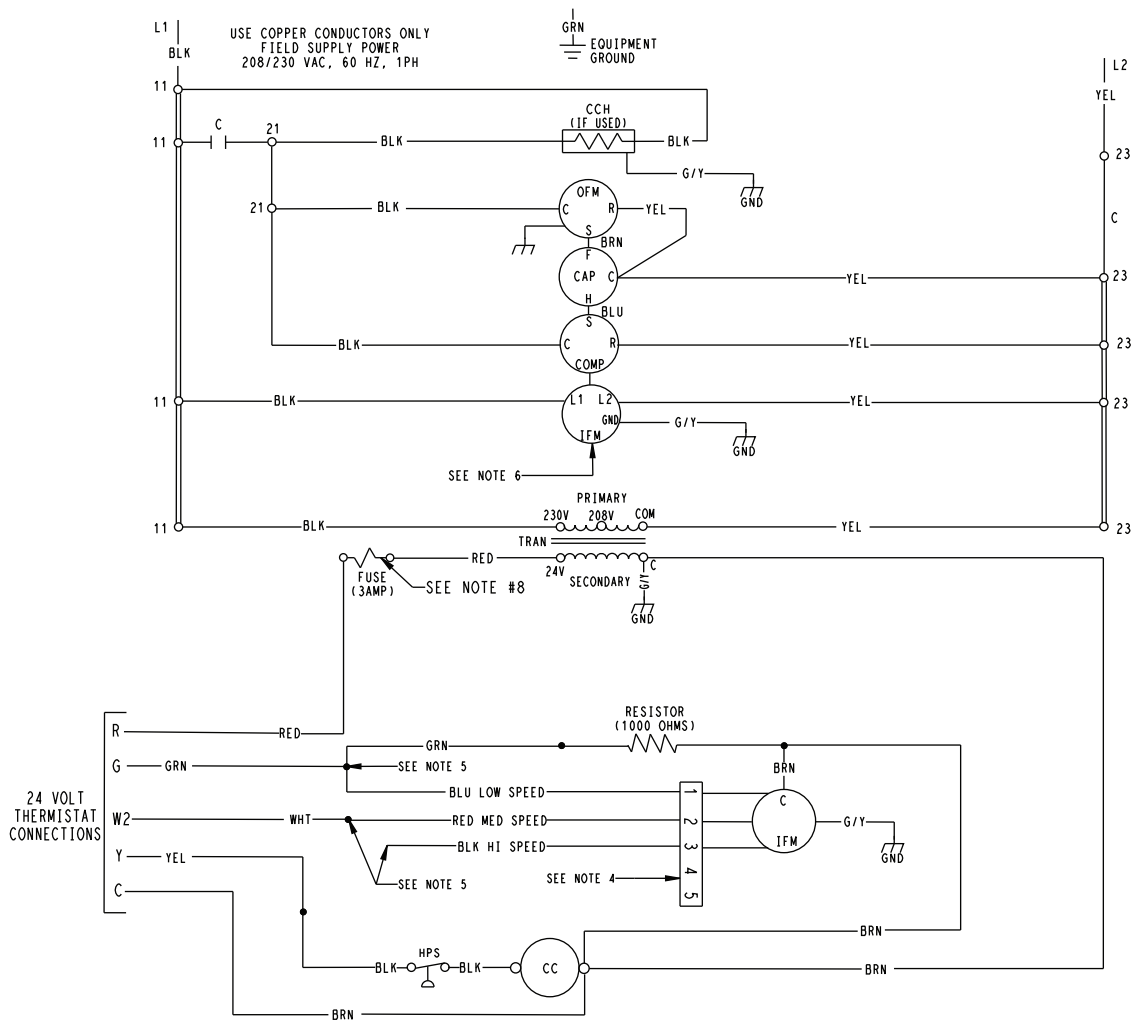 L1
BLK
USE COPPER CONDUCTORS ONLY
FIELD SUPPLY POWER
208/230 VAC, 60 HZ, 1PH
GRN
EQUIPMENT
GROUND
L2
YEL
11
CCH
(IF USED)
11
C
21
BLK
BLK
23
G/Y
GND
21
BLK
OFM
C
R
S
YEL
C
BRN
F
CAP
C
H
YEL
23
BLU
S
BLK
C
R
COMP
YEL
23
11
BLK
L1
L2
GND
IFM
YEL
23
G/Y
GND
SEE NOTE 6
PRIMARY
230V
208V
COM
11
BLK
YEL
23
TRAN
RED
24V
SECONDARY
C
G/Y
GND
FUSE
(3AMP)
SEE NOTE #8
24 VOLT
THERMISTAT
CONNECTIONS
R
RED
RESISTOR
(1000 OHMS)
GRN
G
GRN
SEE NOTE 5
BRN
BLU LOW SPEED
1
C
W2
WHT
RED MED SPEED
2
G/Y
IFM
GND
BLK HI SPEED
3
Y
YEL
SEE NOTE 5
SEE NOTE 4
4
5
C
BRN
HPS
BLK
BLK
CC
BRN
BRN